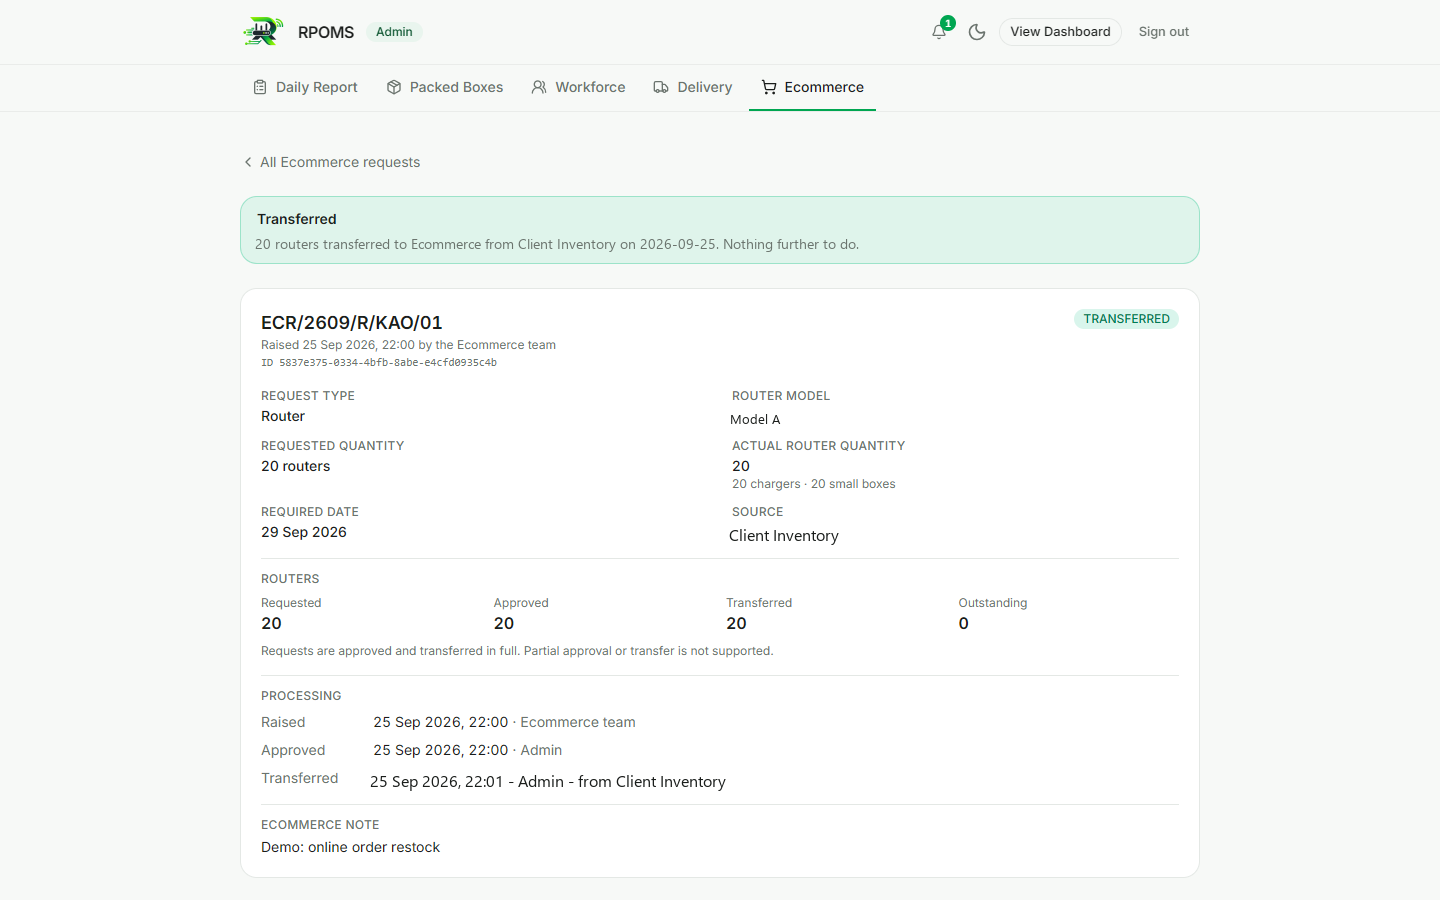 RPOMS Admin 1 View Dashboard Sign out
Daily Report Packed Boxes Workforce Delivery Ecommerce
All Ecommerce requests
Transferred
20 routers transferred to Ecommerce from Client Inventory on 2026-09-25. Nothing further to do.
ECR/2609/R/KAO/01 TRANSFERRED
Raised 25 Sep 2026, 22:00 by the Ecommerce team
ID 5837e375-0334-4bfb-8abe-e4cfd0935c4b
REQUEST TYPE ROUTER MODEL
Router Model A
REQUESTED QUANTITY ACTUAL ROUTER QUANTITY
20 routers 20
20 chargers · 20 small boxes
REQUIRED DATE SOURCE
29 Sep 2026 Client Inventory
ROUTERS
Requested Approved Transferred Outstanding
20 20 20 0
Requests are approved and transferred in full. Partial approval or transfer is not supported.
PROCESSING
Raised 25 Sep 2026, 22:00 · Ecommerce team
Approved 25 Sep 2026, 22:00 · Admin
Transferred 25 Sep 2026, 22:01 - Admin - from Client Inventory
ECOMMERCE NOTE
Demo: online order restock